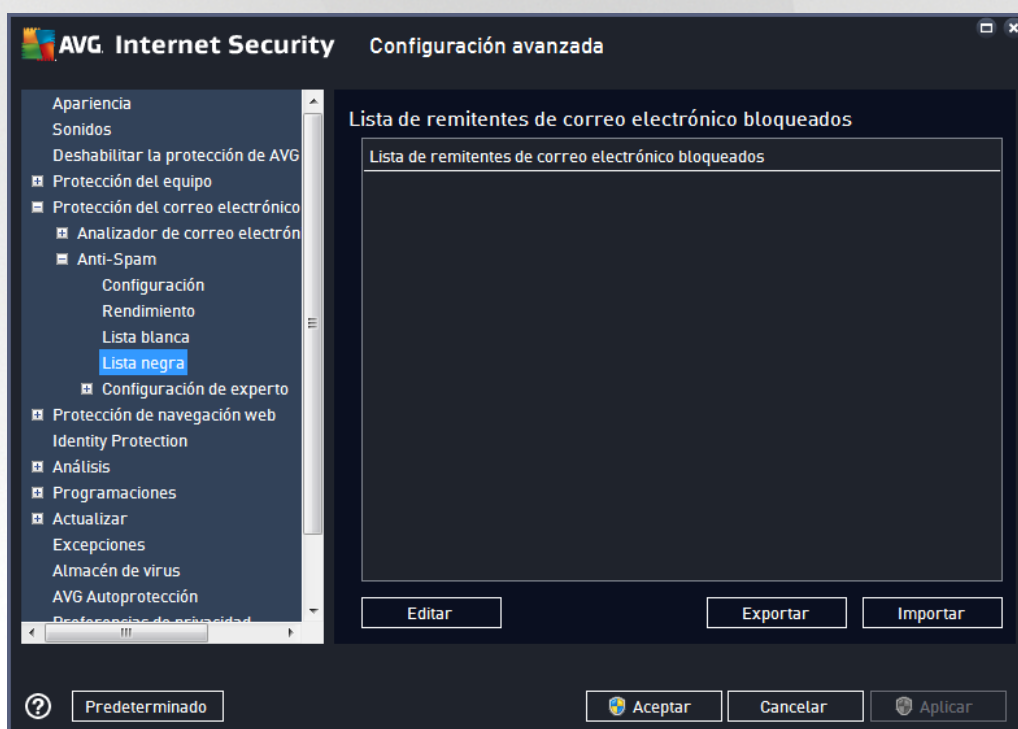 AVG. Internet Security Configuración avanzada
Apariencia
Sonidos
Deshabilitar la protección de AVG
Protección del equipo
Protección del correo electrónico
Analizador de correo electrón
Anti-Spam
Configuración
Rendimiento
Lista blanca
Lista negra
Configuración de experto
Protección de navegación web
Identity Protection
Análisis
Programaciones
Actualizar
Excepciones
Almacén de virus
AVG Autoprotección
Preferencias de privacidad
Lista de remitentes de correo electrónico bloqueados
Lista de remitentes de correo electrónico bloqueados
Editar
Exportar
Importar
Predeterminado
Aceptar
Cancelar
Aplicar